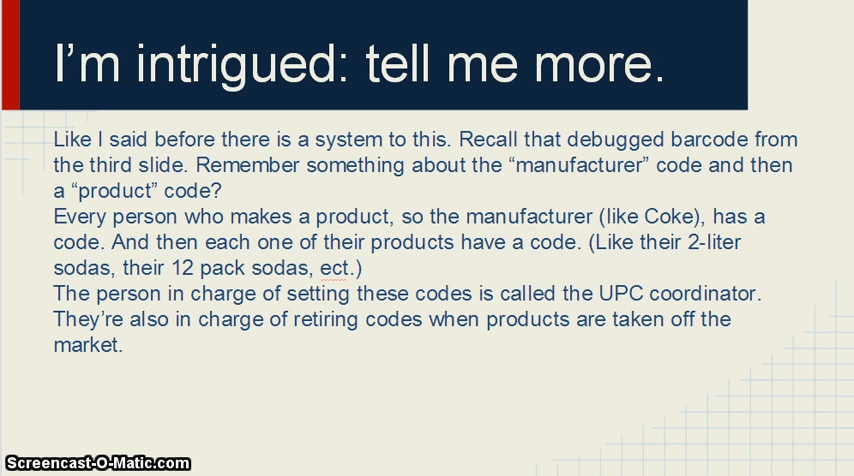 I’m intrigued: tell me more.
Like I said before there is a system to this. Recall that debugged barcode from
the third slide. Remember something about the “manufacturer” code and then
a “product” code?
Every person who makes a product, so the manufacturer (like Coke), has a
code. And then each one of their products have a code. (Like their 2-liter
sodas, their 12 pack sodas, ect.)
The person in charge of setting these codes is called the UPC coordinator.
They’re also in charge of retiring codes when products are taken off the
market.
Screencast-O-Matic.com